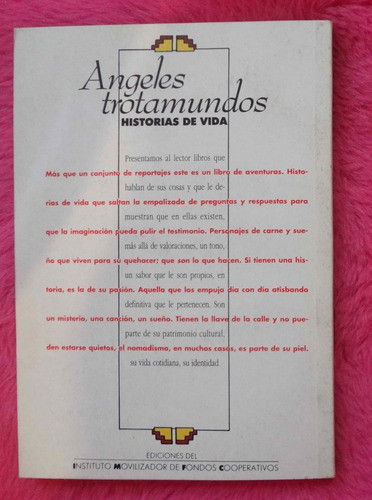 Angeles
trotamundos
HISTORIAS DE VIDA
Presentamos al lector libros que
Más que un conjunto de reportajes este es un libro de aventuras. Histo-
hablan de sus cosas y que le de-
rias de vida que saltan la empalizada de preguntas y respuestas para
muestran que en ellas existen,
que la imaginación pueda pulir el testimonio. Personajes de carne y sue-
más allá de valoraciones, un tono,
ño que viven para su quehacer; que son lo que hacen. Si tienen una his-
un sabor que le son propios, en
toria, es la de su pasión. Aquella que los empuja día con día atisbando
definitiva que le pertenecen. Son
un misterio, una canción, un sueño. Tienen la llave de la calle y no pue-
parte de su patrimonio cultural,
den estarse quietos, el nomadismo, en muchos casos, es parte de su piel.
su vida cotidiana, su identidad.
EDICIONES DEL
INSTITUTO MOVILIZADOR DE FONDOS COOPERATIVOS